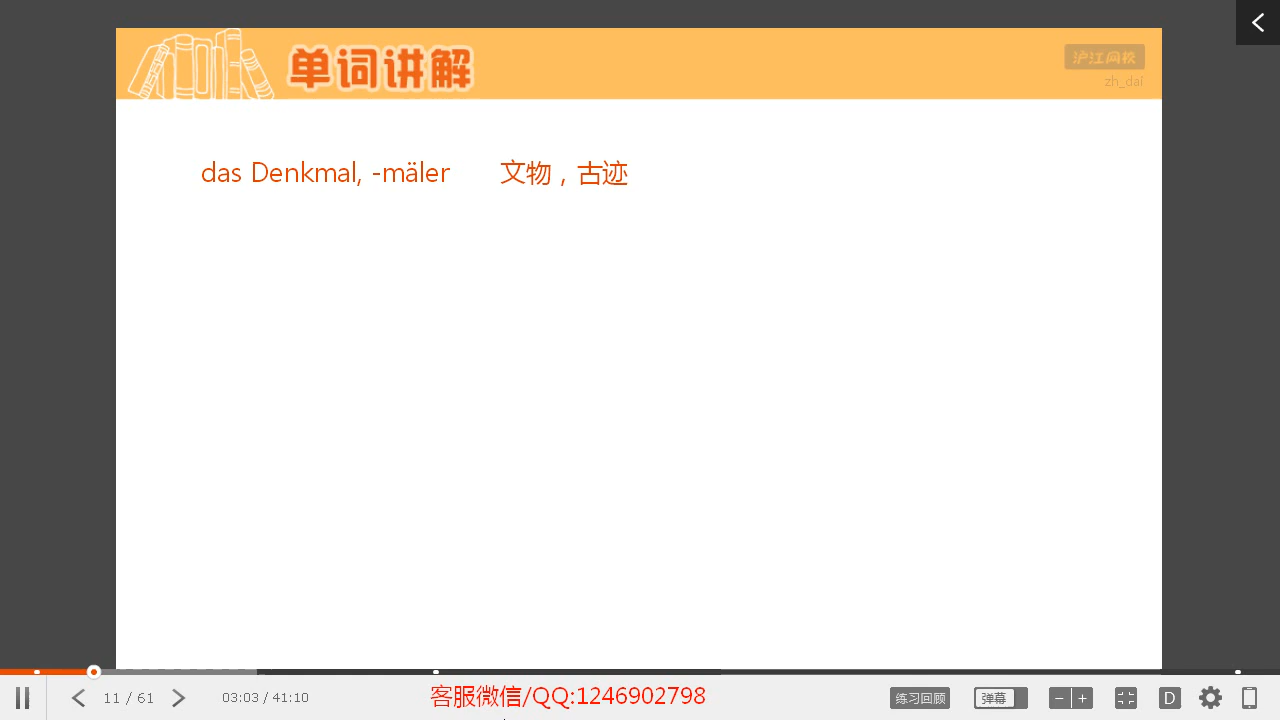 单词讲解
沪江网校
zh_dai
das Denkmal, -mäler 文物，古迹
11 / 61
03:03 / 41:10
客服微信/QQ:1246902798
练习回顾
弹幕
D